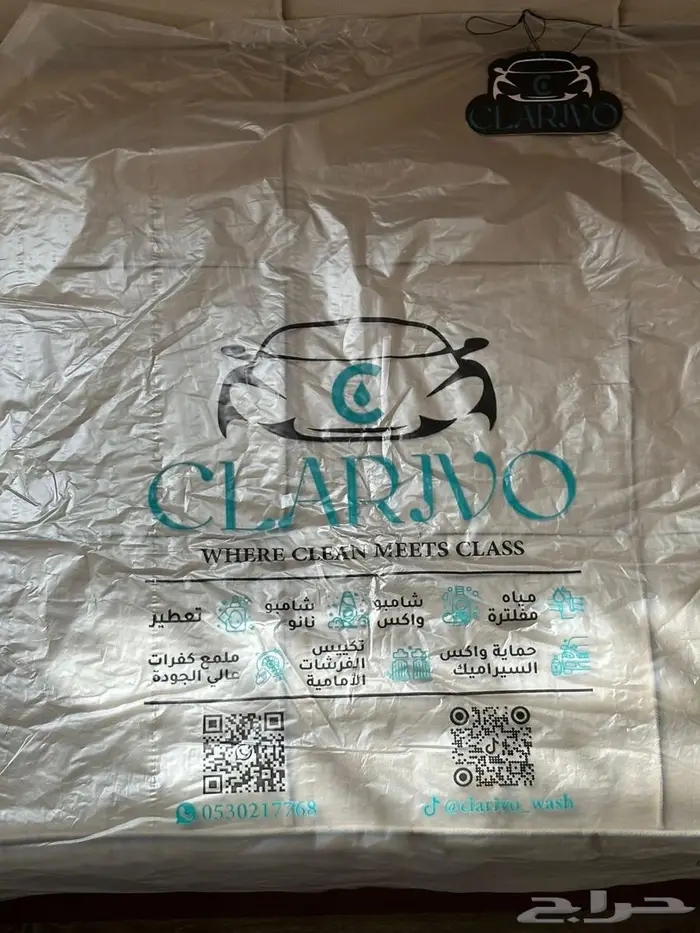 CLARIVO
CLARIVO
WHERE CLEAN MEETS CLASS
مياه مفلترة
شامبو واكس
شامبو نانو
تعطير
حماية واكس السيراميك
تكييس الفرشات الأمامية
ملمع كفرات عالي الجودة
0530217768
@clarivo_wash
حراج